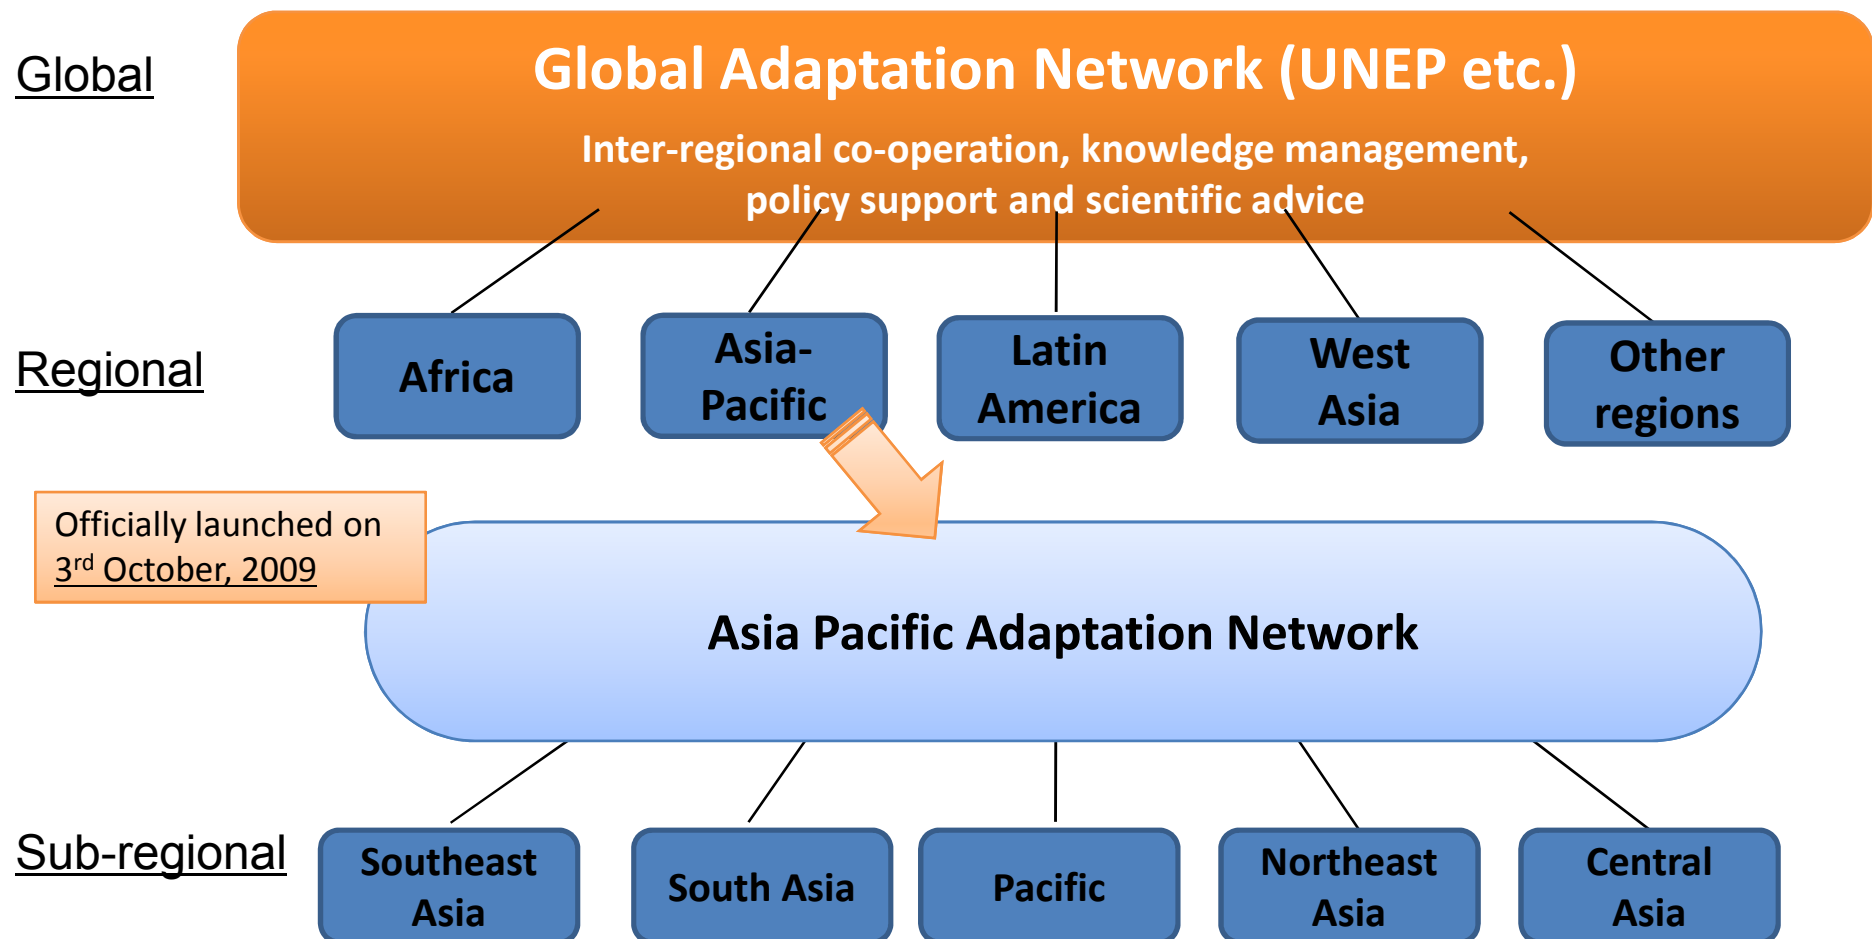 Global
Global Adaptation Network (UNEP etc.)
Inter-regional co-operation, knowledge management,
policy support and scientific advice
Regional
Africa
Asia-
Pacific
Latin
America
West
Asia
Other
regions
Officially launched on
3rd October, 2009
Asia Pacific Adaptation Network
Sub-regional
Southeast
Asia
South Asia
Pacific
Northeast
Asia
Central
Asia